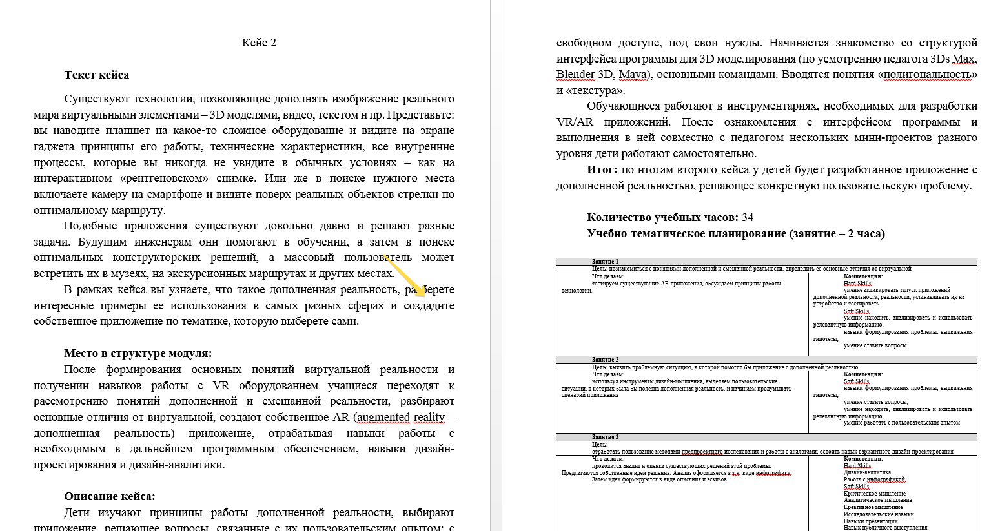 Кейс 2
Текст кейса
Существуют технологии, позволяющие дополнять изображение реального
мира виртуальными элементами – 3D моделями, видео, текстом и пр. Представьте:
вы наводите планшет на какое-то сложное оборудование и видите на экране
гаджета принципы его работы, технические характеристики, все внутренние
процессы, которые вы никогда не увидите в обычных условиях – как на
интерактивном «рентгеновском» снимке. Или же в поиске нужного места
включаете камеру на смартфоне и видите поверх реальных объектов стрелки по
оптимальному маршруту.
Подобные приложения существуют довольно давно и решают разные
задачи. Будущим инженерам они помогают в обучении, а затем в поиске
оптимальных конструкторских решений, а массовый пользователь может
встретить их в музеях, на экскурсионных маршрутах и других местах.
В рамках кейса вы узнаете, что такое дополненная реальность, разберете
интересные примеры ее использования в самых разных сферах и создадите
собственное приложение по тематике, которую выберете сами.
Место в структуре модуля:
После формирования основных понятий виртуальной реальности и
получении навыков работы с VR оборудованием учащиеся переходят к
рассмотрению понятий дополненной и смешанной реальности, разбирают
основные отличия от виртуальной, создают собственное AR (augmented reality –
дополненная реальность) приложение, отрабатывая навыки работы с
необходимым в дальнейшем программным обеспечением, навыки дизайн-
проектирования и дизайн-аналитики.
Описание кейса:
Дети изучают принципы работы дополненной реальности, выбирают
приложение, решающее вопросы, связанные с их пользовательским опытом; с
свободном доступе, под свои нужды. Начинается знакомство со структурой
интерфейса программы для 3D моделирования (по усмотрению педагога 3Ds Max,
Blender 3D, Maya), основными командами. Вводятся понятия «полигональность»
и «текстура».
Обучающиеся работают в инструментариях, необходимых для разработки
VR/AR приложений. После ознакомления с интерфейсом программы и
выполнения в ней совместно с педагогом нескольких мини-проектов разного
уровня дети работают самостоятельно.
Итог: по итогам второго кейса у детей будет разработанное приложение с
дополненной реальностью, решающее конкретную пользовательскую проблему.
Количество учебных часов: 34
Учебно-тематическое планирование (занятие – 2 часа)
Занятие 1
Цель: познакомиться с понятиями дополненной и смешанной реальности, определить ее основные отличия от виртуальной
Что делаем:
тестируем существующие AR приложения, обсуждаем принципы работы
технологии.
Компетенции:
Hard Skills:
умение активировать запуск приложений
дополненной реальности, реальности, устанавливать их на
устройство и тестировать
Soft Skills:
умение находить, анализировать и использовать
релевантную информацию,
навыки формулирования проблемы, выдвижения
гипотезы,
умение ставить вопросы
Занятие 2
Цель: выявить проблемную ситуацию, в которой помогло бы приложение с дополненной реальностью
Что делаем:
используя инструменты дизайн-мышления, выделяем пользовательские
ситуации, в которых была бы полезна дополненная реальность, и начинаем продумывать
сценарий приложения
Компетенции:
Soft Skills:
навыки формулирования проблемы, выдвижения
гипотезы,
умение ставить вопросы,
умение находить, анализировать и использовать
релевантную информацию,
умение работать с пользовательским опытом
Занятие 3
Цель:
отработать пользование методами предпроектного исследования и работы с аналогами; освоить навык вариантного дизайн-проектирования
Что делаем:
проводится анализ и оценка существующих решений этой проблемы.
Предлагаются собственные идеи решения. Анализ оформляется в т.ч. виде инфографики.
Затем идеи формируются в виде описания и эскизов.
Компетенции:
Hard Skills:
Дизайн-аналитика
Работа с инфографикой
Soft Skills:
Критическое мышление
Аналитическое мышление
Креативное мышление
Исследовательские навыки
Навыки презентации
Навык публичного выступления